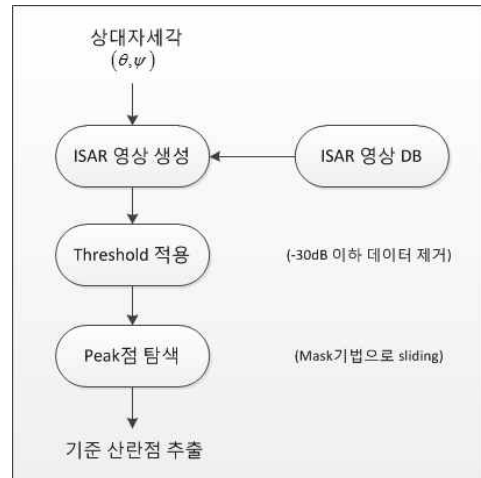 상대자세각
(θ,ψ)
ISAR 영상 생성
ISAR 영상 DB
Threshold 적용
(-30dB 이하 데이터 제거)
Peak점 탐색
(Mask기법으로 sliding)
기준 산란점 추출